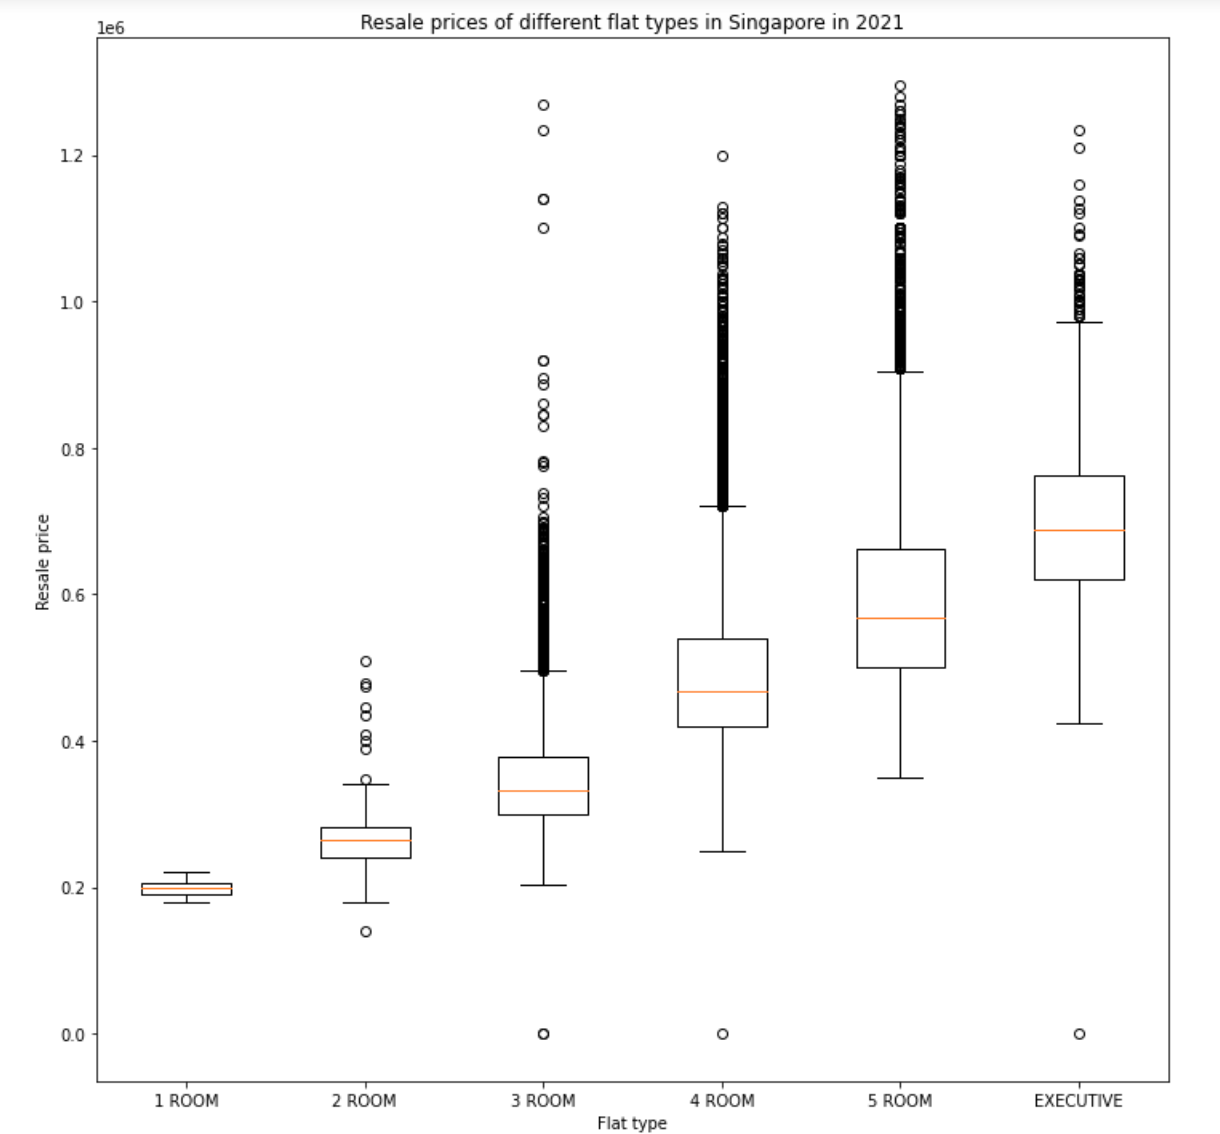 Resale prices of different flat types in Singapore in 2021
1e6
1.2
1.0
0.8
0.6
0.4
0.2
0.0
Resale price
1 ROOM 2 ROOM 3 ROOM 4 ROOM 5 ROOM EXECUTIVE
Flat type